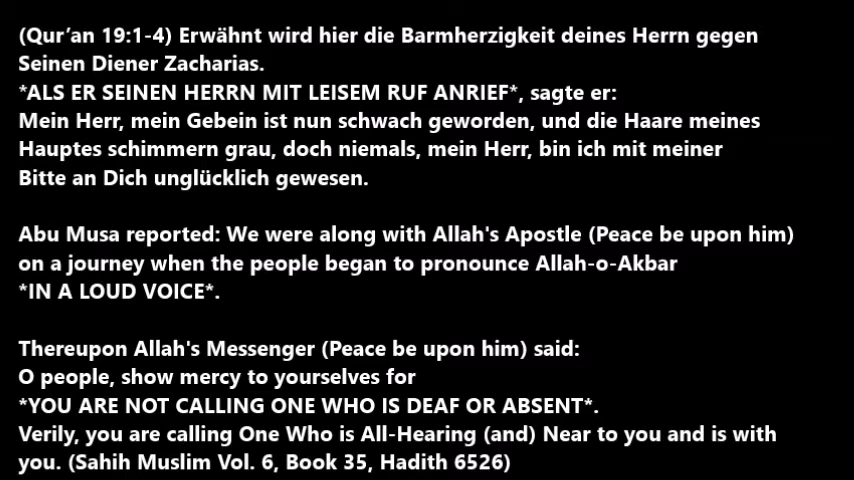 (Qur’an 19:1-4) Erwähnt wird hier die Barmherzigkeit deines Herrn gegen
Seinen Diener Zacharias.
*ALS ER SEINEN HERRN MIT LEISEM RUF ANRIEF*, sagte er:
Mein Herr, mein Gebein ist nun schwach geworden, und die Haare meines
Hauptes schimmern grau, doch niemals, mein Herr, bin ich mit meiner
Bitte an Dich unglücklich gewesen.
Abu Musa reported: We were along with Allah's Apostle (Peace be upon him)
on a journey when the people began to pronounce Allah-o-Akbar
*IN A LOUD VOICE*.
Thereupon Allah's Messenger (Peace be upon him) said:
O people, show mercy to yourselves for
*YOU ARE NOT CALLING ONE WHO IS DEAF OR ABSENT*.
Verily, you are calling One Who is All-Hearing (and) Near to you and is with
you. (Sahih Muslim Vol. 6, Book 35, Hadith 6526)